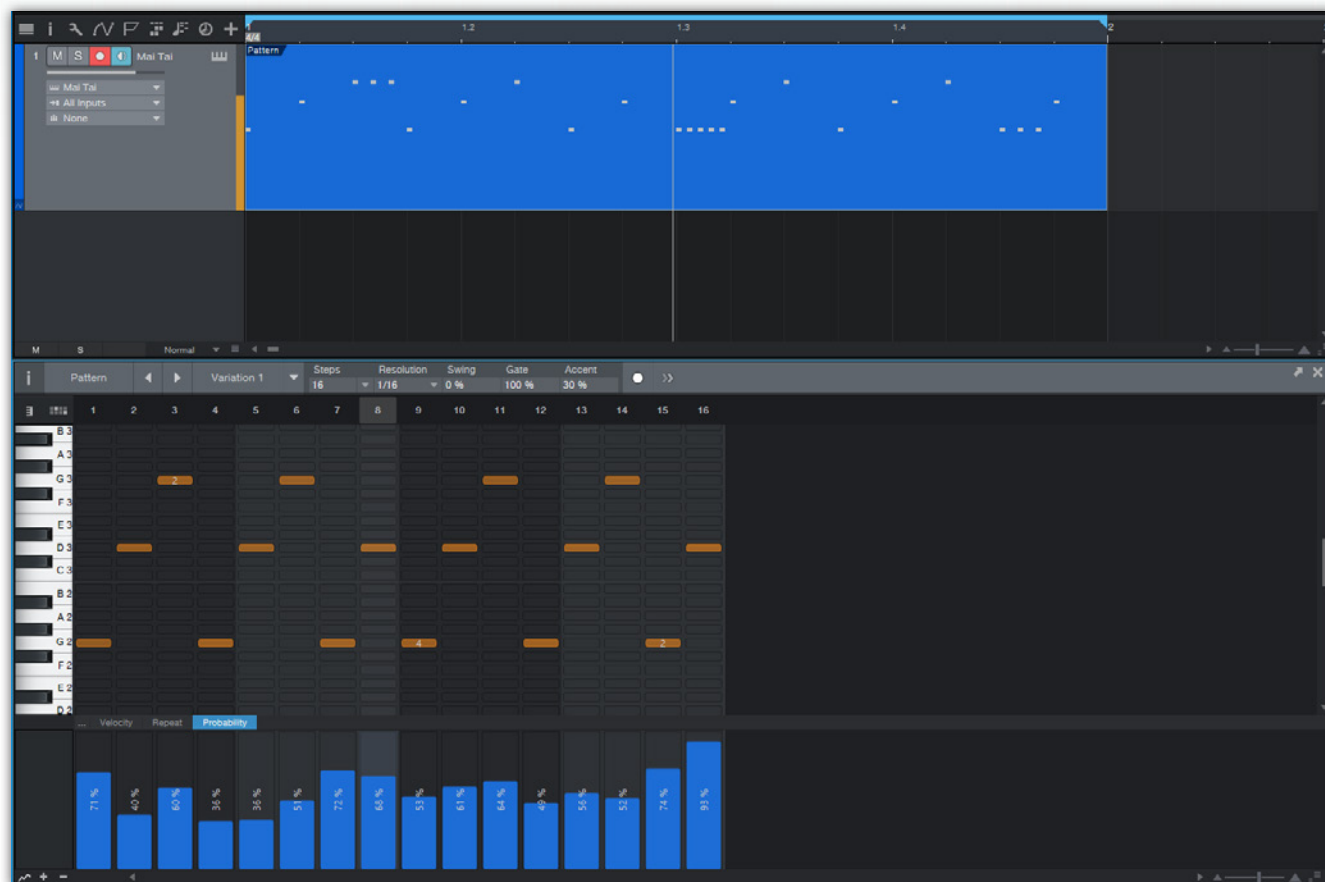 1 1.2 1.3 1.4 2
4/4
1 M S Mai Tai
Pattern
Mai Tai
All Inputs
None
M S Normal
Pattern Variation 1
Steps Resolution Swing Gate Accent
16 1/16 0 % 100 % 30 %
1 2 3 4 5 6 7 8 9 10 11 12 13 14 15 16
B 3
A 3
G 3 2
F 3
E 3
D 3
C 3
B 2
A 2
G 2 4 2
F 2
E 2
D 2
... Velocity Repeat Probability
71 % 40 % 60 % 36 % 36 % 51 % 72 % 68 % 53 % 61 % 64 % 49 % 56 % 52 % 74 % 93 %